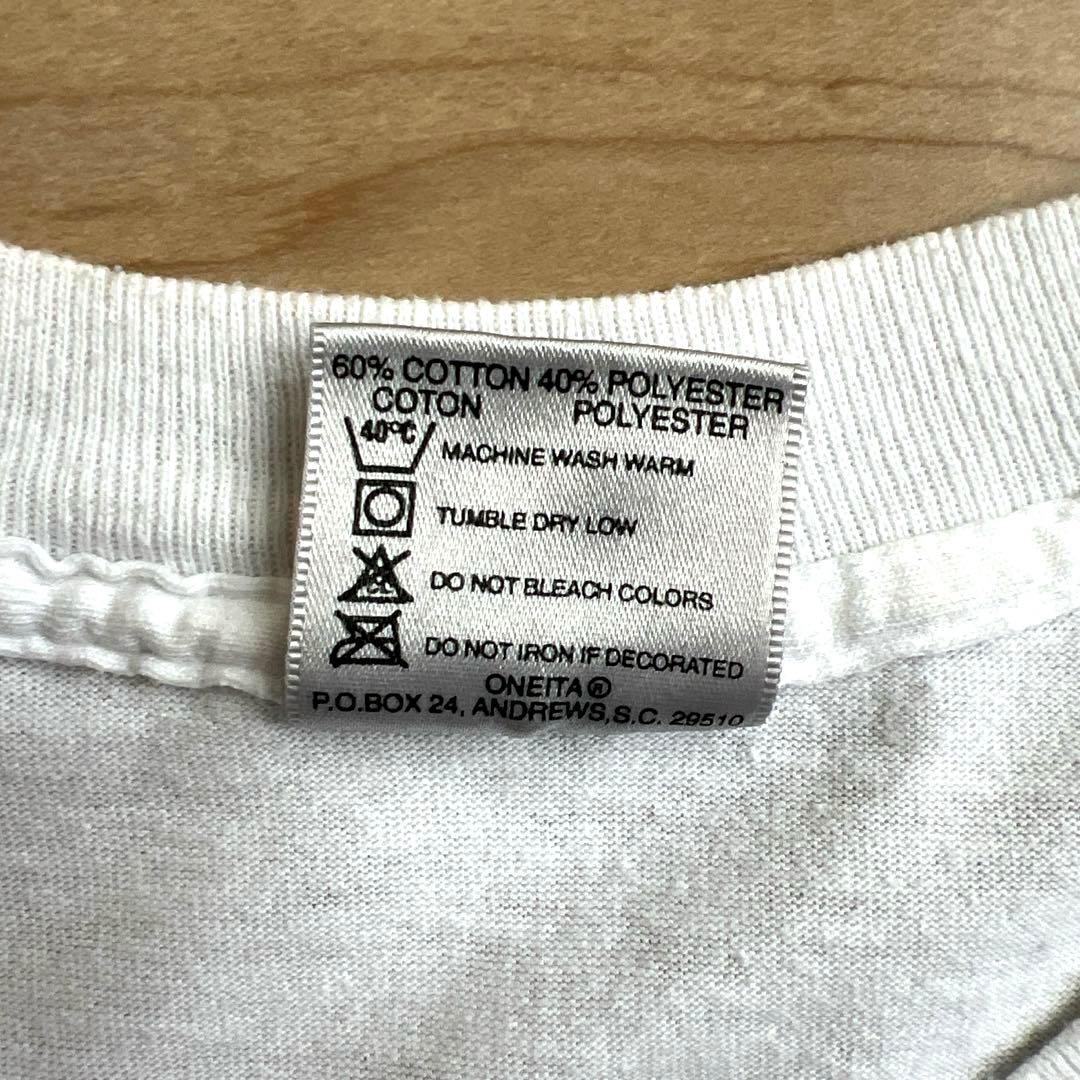 60% COTTON 40% POLYESTER
COTON POLYESTER
40°C MACHINE WASH WARM
TUMBLE DRY LOW
DO NOT BLEACH COLORS
DO NOT IRON IF DECORATED
ONEITA®
P.O.BOX 24, ANDREWS,S.C. 29510